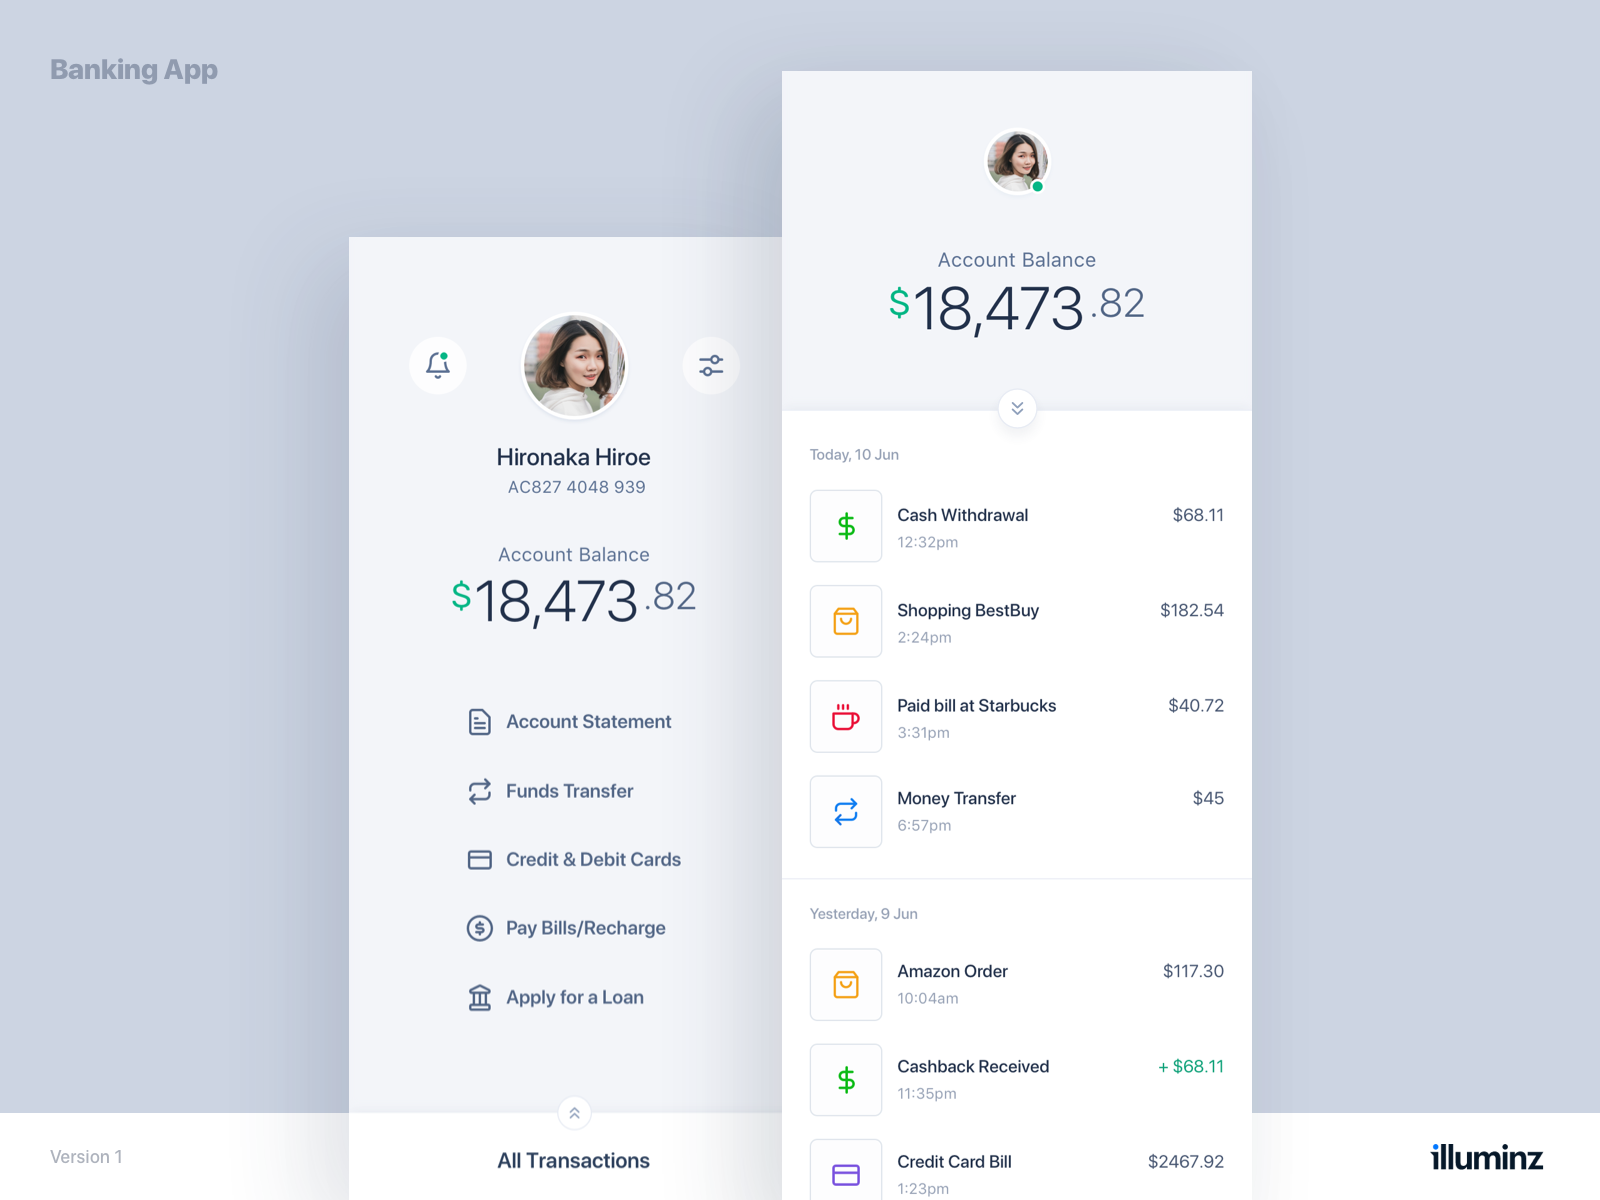 Banking App
Hironaka Hiroe
AC827 4048 939
Account Balance
$18,473.82
Account Statement
Funds Transfer
Credit & Debit Cards
Pay Bills/Recharge
Apply for a Loan
All Transactions
Account Balance
$18,473.82
Today, 10 Jun
Cash Withdrawal $68.11
12:32pm
Shopping BestBuy $182.54
2:24pm
Paid bill at Starbucks $40.72
3:31pm
Money Transfer $45
6:57pm
Yesterday, 9 Jun
Amazon Order $117.30
10:04am
Cashback Received + $68.11
11:35pm
Credit Card Bill $2467.92
1:23pm
Version 1
illuminz